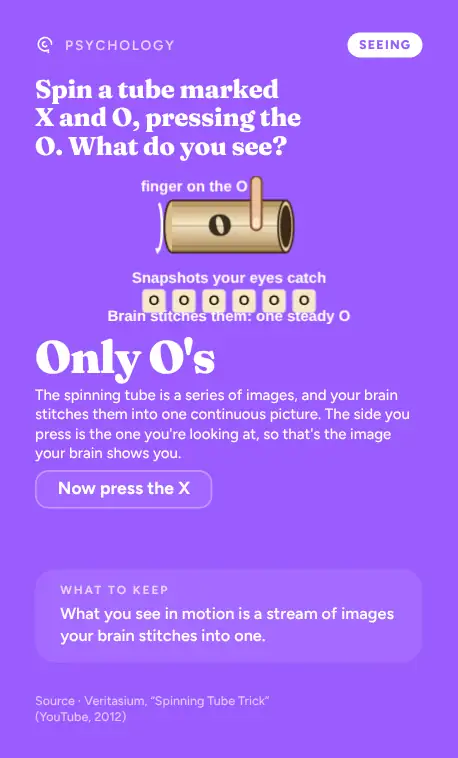 PSYCHOLOGY
SEEING
Spin a tube marked
X and O, pressing the
O. What do you see?
finger on the O
O
Snapshots your eyes catch
O O O O O O
Brain stitches them: one steady O
Only O's
The spinning tube is a series of images, and your brain
stitches them into one continuous picture. The side you
press is the one you're looking at, so that's the image
your brain shows you.
Now press the X
WHAT TO KEEP
What you see in motion is a stream of images
your brain stitches into one.
Source · Veritasium, "Spinning Tube Trick"
(YouTube, 2012)